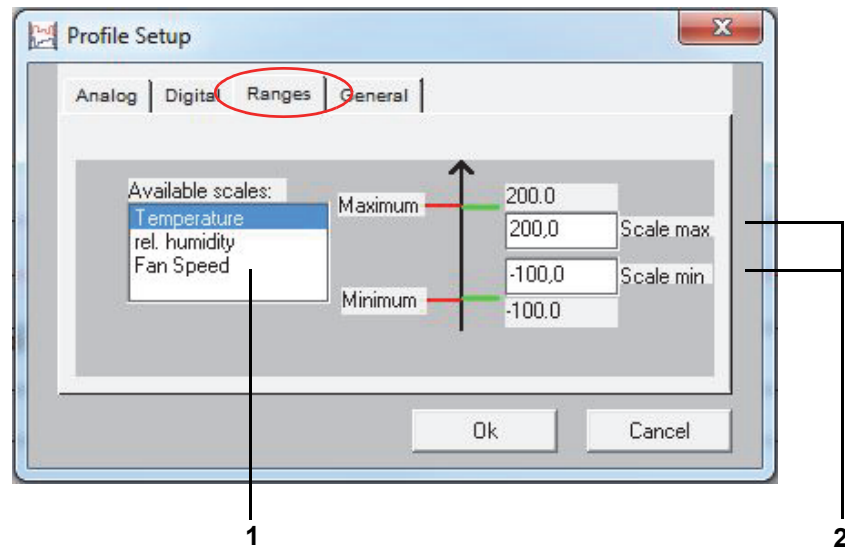 Profile Setup
X
Analog Digital Ranges General
Available scales:
Temperature
rel. humidity
Fan Speed
Maximum
Minimum
200.0
200,0 Scale max
-100,0 Scale min
-100.0
Ok Cancel
1 2